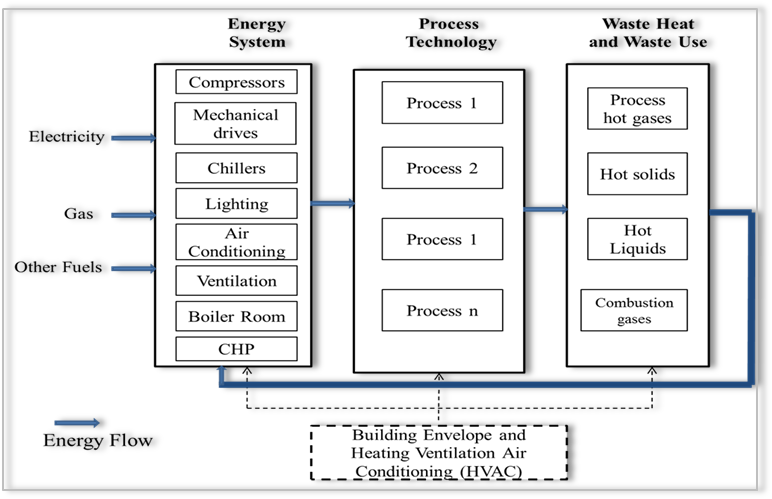 Energy
System
Process
Technology
Waste Heat
and Waste Use
Electricity
Gas
Other Fuels
Compressors
Mechanical
drives
Chillers
Lighting
Air
Conditioning
Ventilation
Boiler Room
CHP
Process 1
Process 2
Process 1
Process n
Process
hot gases
Hot solids
Hot
Liquids
Combustion
gases
Energy Flow
Building Envelope and
Heating Ventilation Air
Conditioning (HVAC)